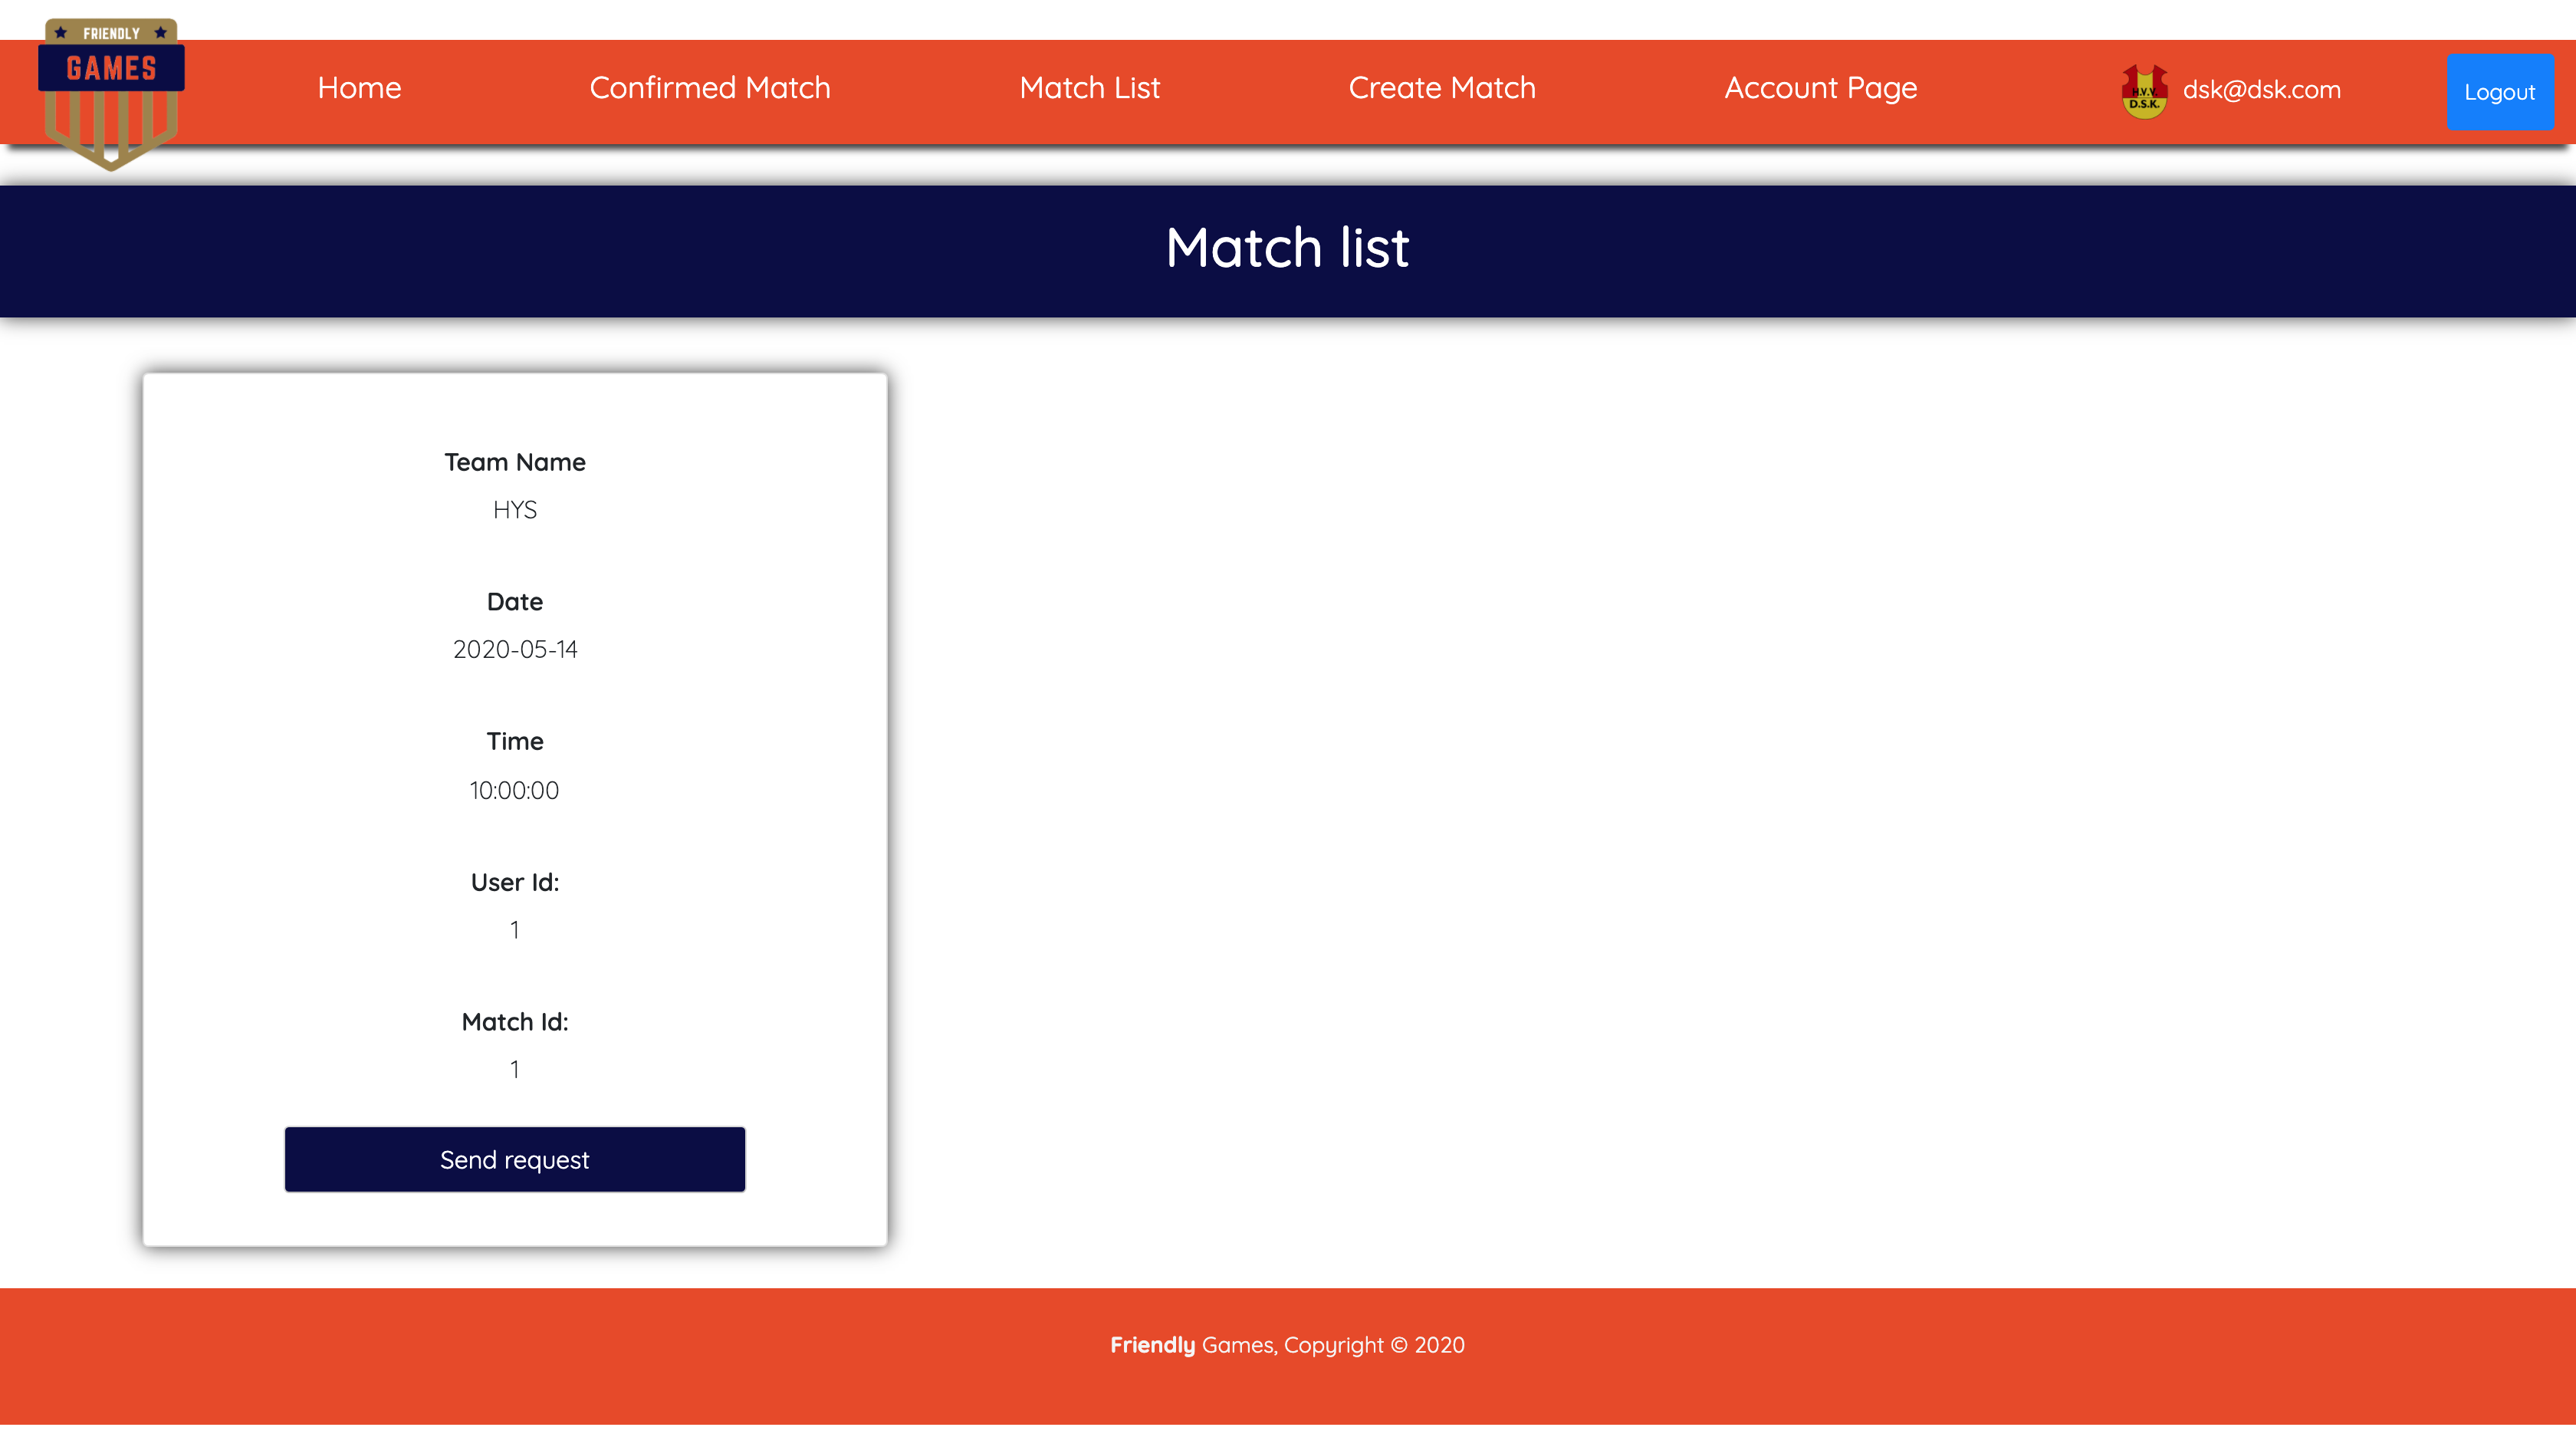 FRIENDLY
GAMES
Home
Confirmed Match
Match List
Create Match
Account Page
H.V.V.
D.S.K.
dsk@dsk.com
Logout
Match list
Team Name
HYS
Date
2020-05-14
Time
10:00:00
User Id:
1
Match Id:
1
Send request
Friendly Games, Copyright © 2020